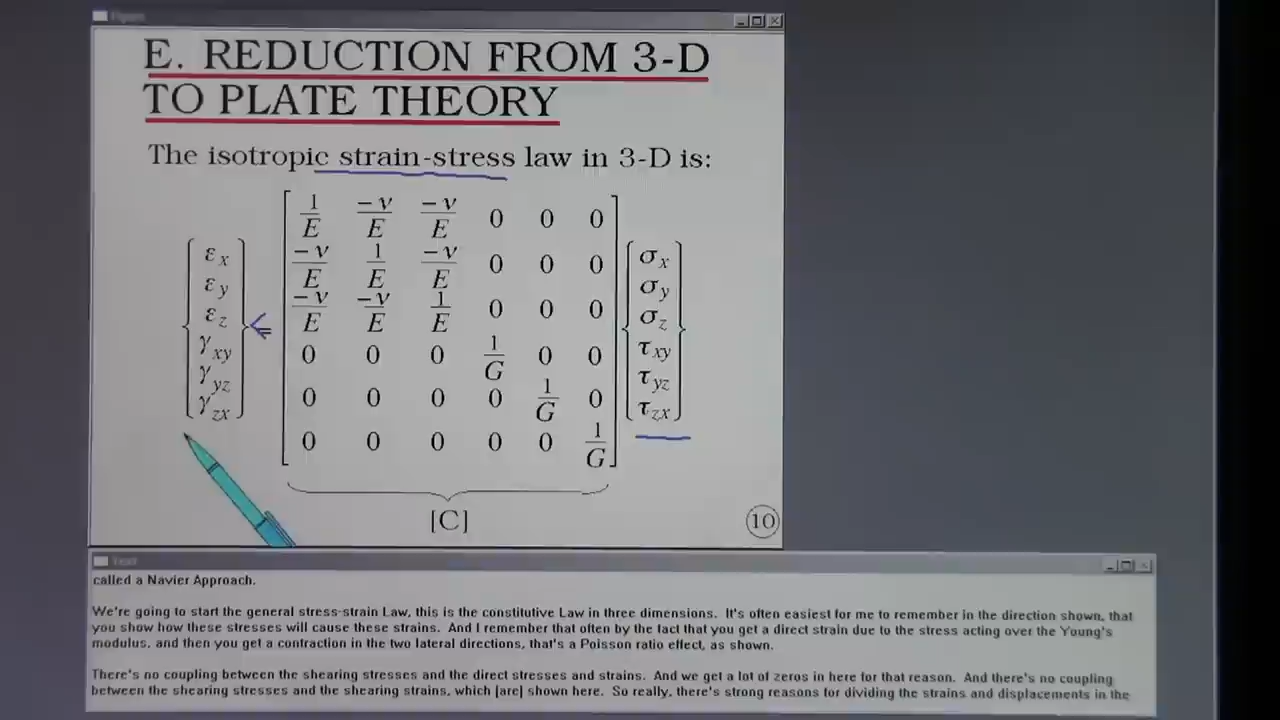 E. REDUCTION FROM 3-D
TO PLATE THEORY
The isotropic strain-stress law in 3-D is:
1/E -ν/E -ν/E 0 0 0
-ν/E 1/E -ν/E 0 0 0
-ν/E -ν/E 1/E 0 0 0
0 0 0 1/G 0 0
0 0 0 0 1/G 0
0 0 0 0 0 1/G
εx
εy
εz
γxy
γyz
γzx
σx
σy
σz
τxy
τyz
τzx
[C]
10
Text
called a Navier Approach.
We're going to start the general stress-strain Law, this is the constitutive Law in three dimensions. It's often easiest for me to remember in the direction shown, that
you show how these stresses will cause these strains. And I remember that often by the fact that you get a direct strain due to the stress acting over the Young's
modulus, and then you get a contraction in the two lateral directions, that's a Poisson ratio effect, as shown.
There's no coupling between the shearing stresses and the direct stresses and strains. And we get a lot of zeros in here for that reason. And there's no coupling
between the shearing stresses and the shearing strains, which [are] shown here. So really, there's strong reasons for dividing the strains and displacements in the